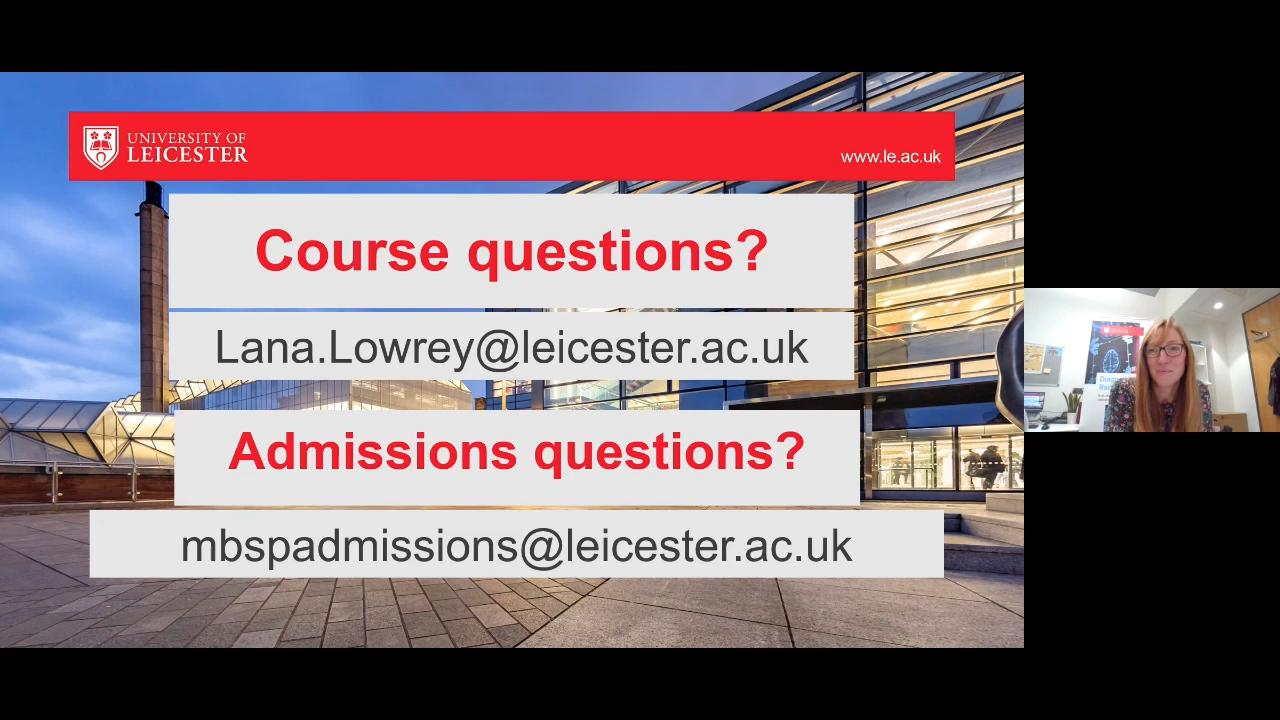 UNIVERSITY OF
LEICESTER
www.le.ac.uk
Course questions?
Lana.Lowrey@leicester.ac.uk
Admissions questions?
mbspadmissions@leicester.ac.uk